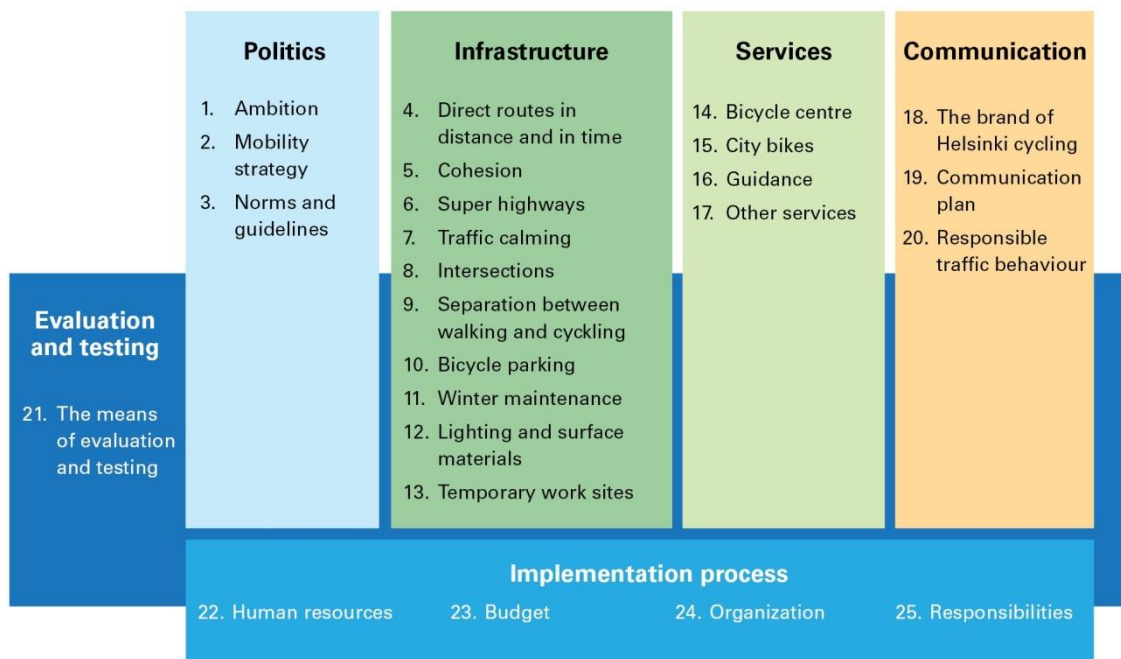 Politics
1. Ambition
2. Mobility
strategy
3. Norms and
guidelines
Infrastructure
4. Direct routes in
distance and in time
5. Cohesion
6. Super highways
7. Traffic calming
8. Intersections
9. Separation between
walking and cyckling
10. Bicycle parking
11. Winter maintenance
12. Lighting and surface
materials
13. Temporary work sites
Services
14. Bicycle centre
15. City bikes
16. Guidance
17. Other services
Communication
18. The brand of
Helsinki cycling
19. Communication
plan
20. Responsible
traffic behaviour
Evaluation
and testing
21. The means
of evaluation
and testing
Implementation process
22. Human resources
23. Budget
24. Organization
25. Responsibilities